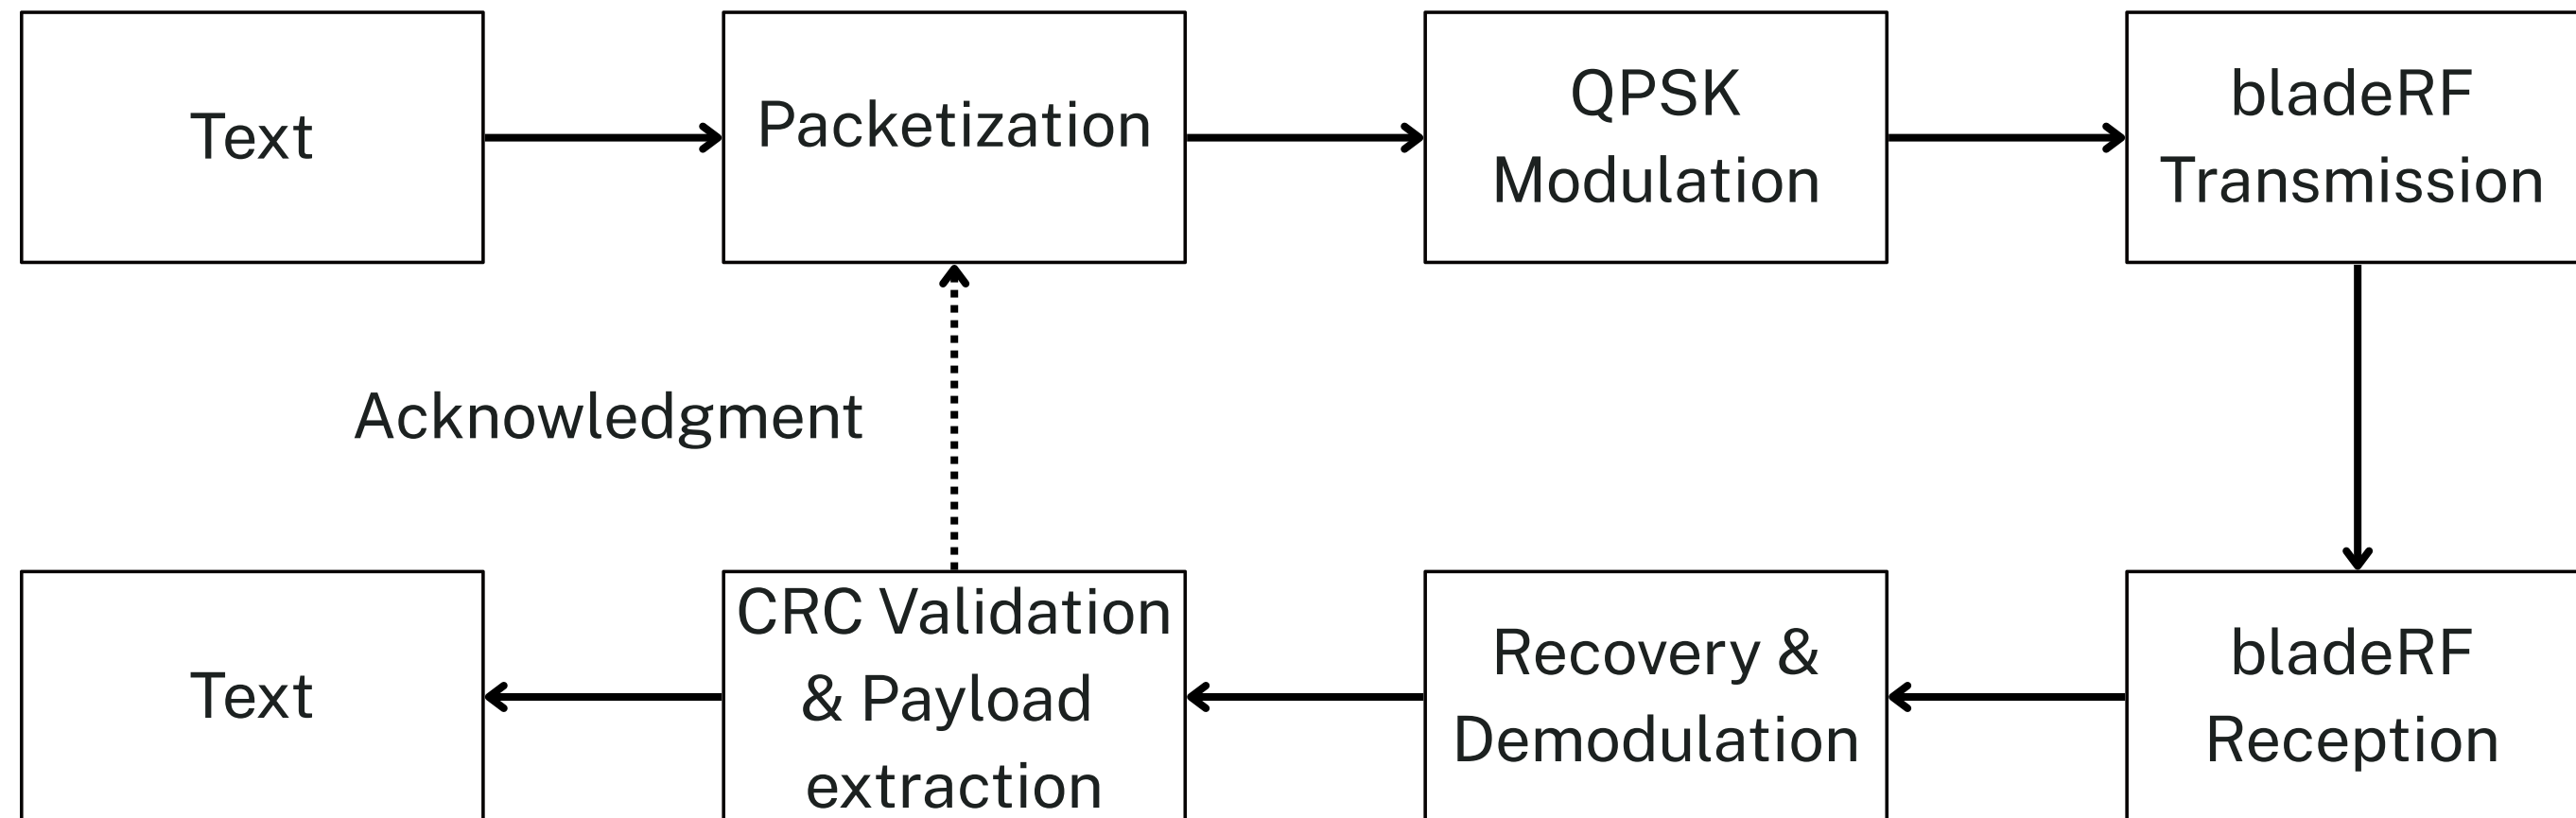 Text
Packetization
QPSK
Modulation
bladeRF
Transmission
Acknowledgment
Text
CRC Validation
& Payload
extraction
Recovery &
Demodulation
bladeRF
Reception